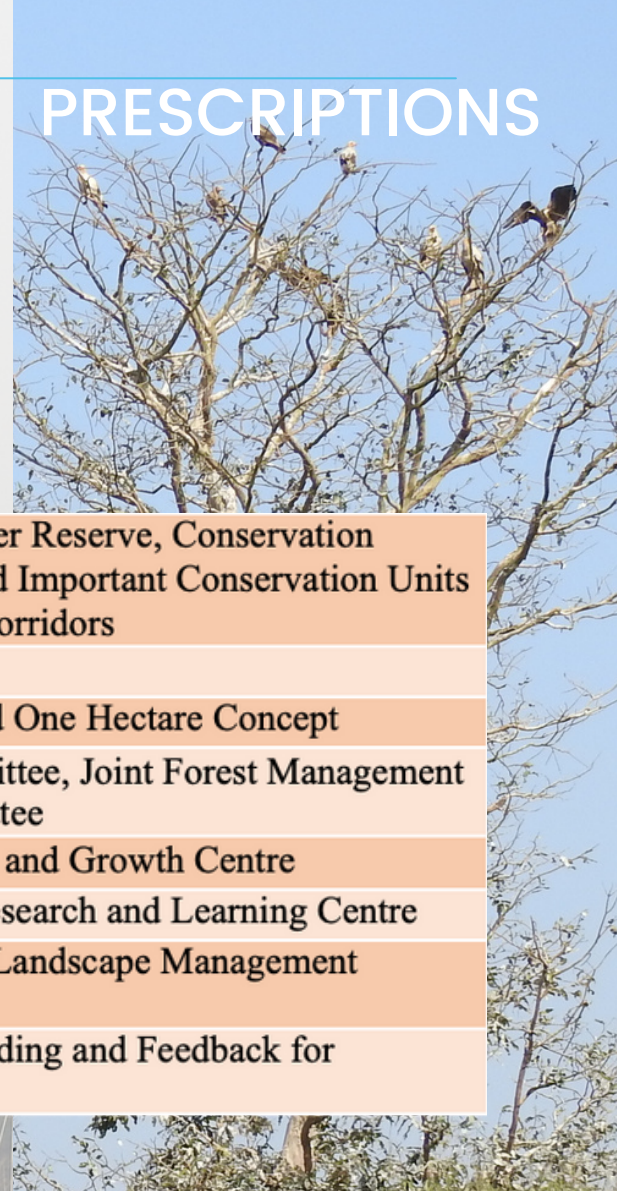 PRESCRIPTIONS
er Reserve, Conservation
d Important Conservation Units
orridors
d One Hectare Concept
ittee, Joint Forest Management
tee
and Growth Centre
search and Learning Centre
Landscape Management
ding and Feedback for